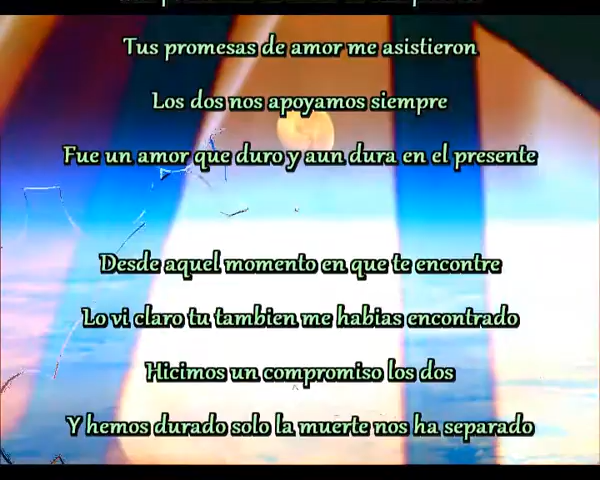 Tus promesas de amor me asistieron
Los dos nos apoyamos siempre
Fue un amor que duro y aun dura en el presente
Desde aquel momento en que te encontre
Lo vi claro tu tambien me habias encontrado
Hicimos un compromiso los dos
Y hemos durado solo la muerte nos ha separado